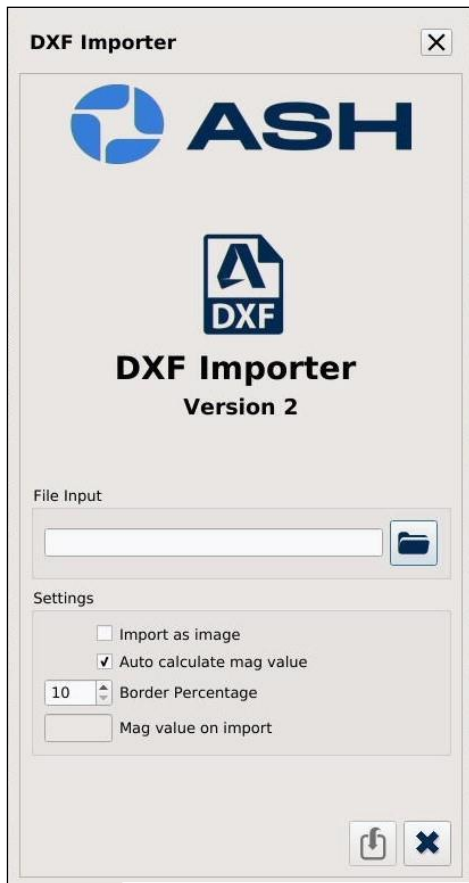 DXF Importer
ASH
DXF
DXF Importer
Version 2
File Input
Settings
Import as image
Auto calculate mag value
10 Border Percentage
Mag value on import